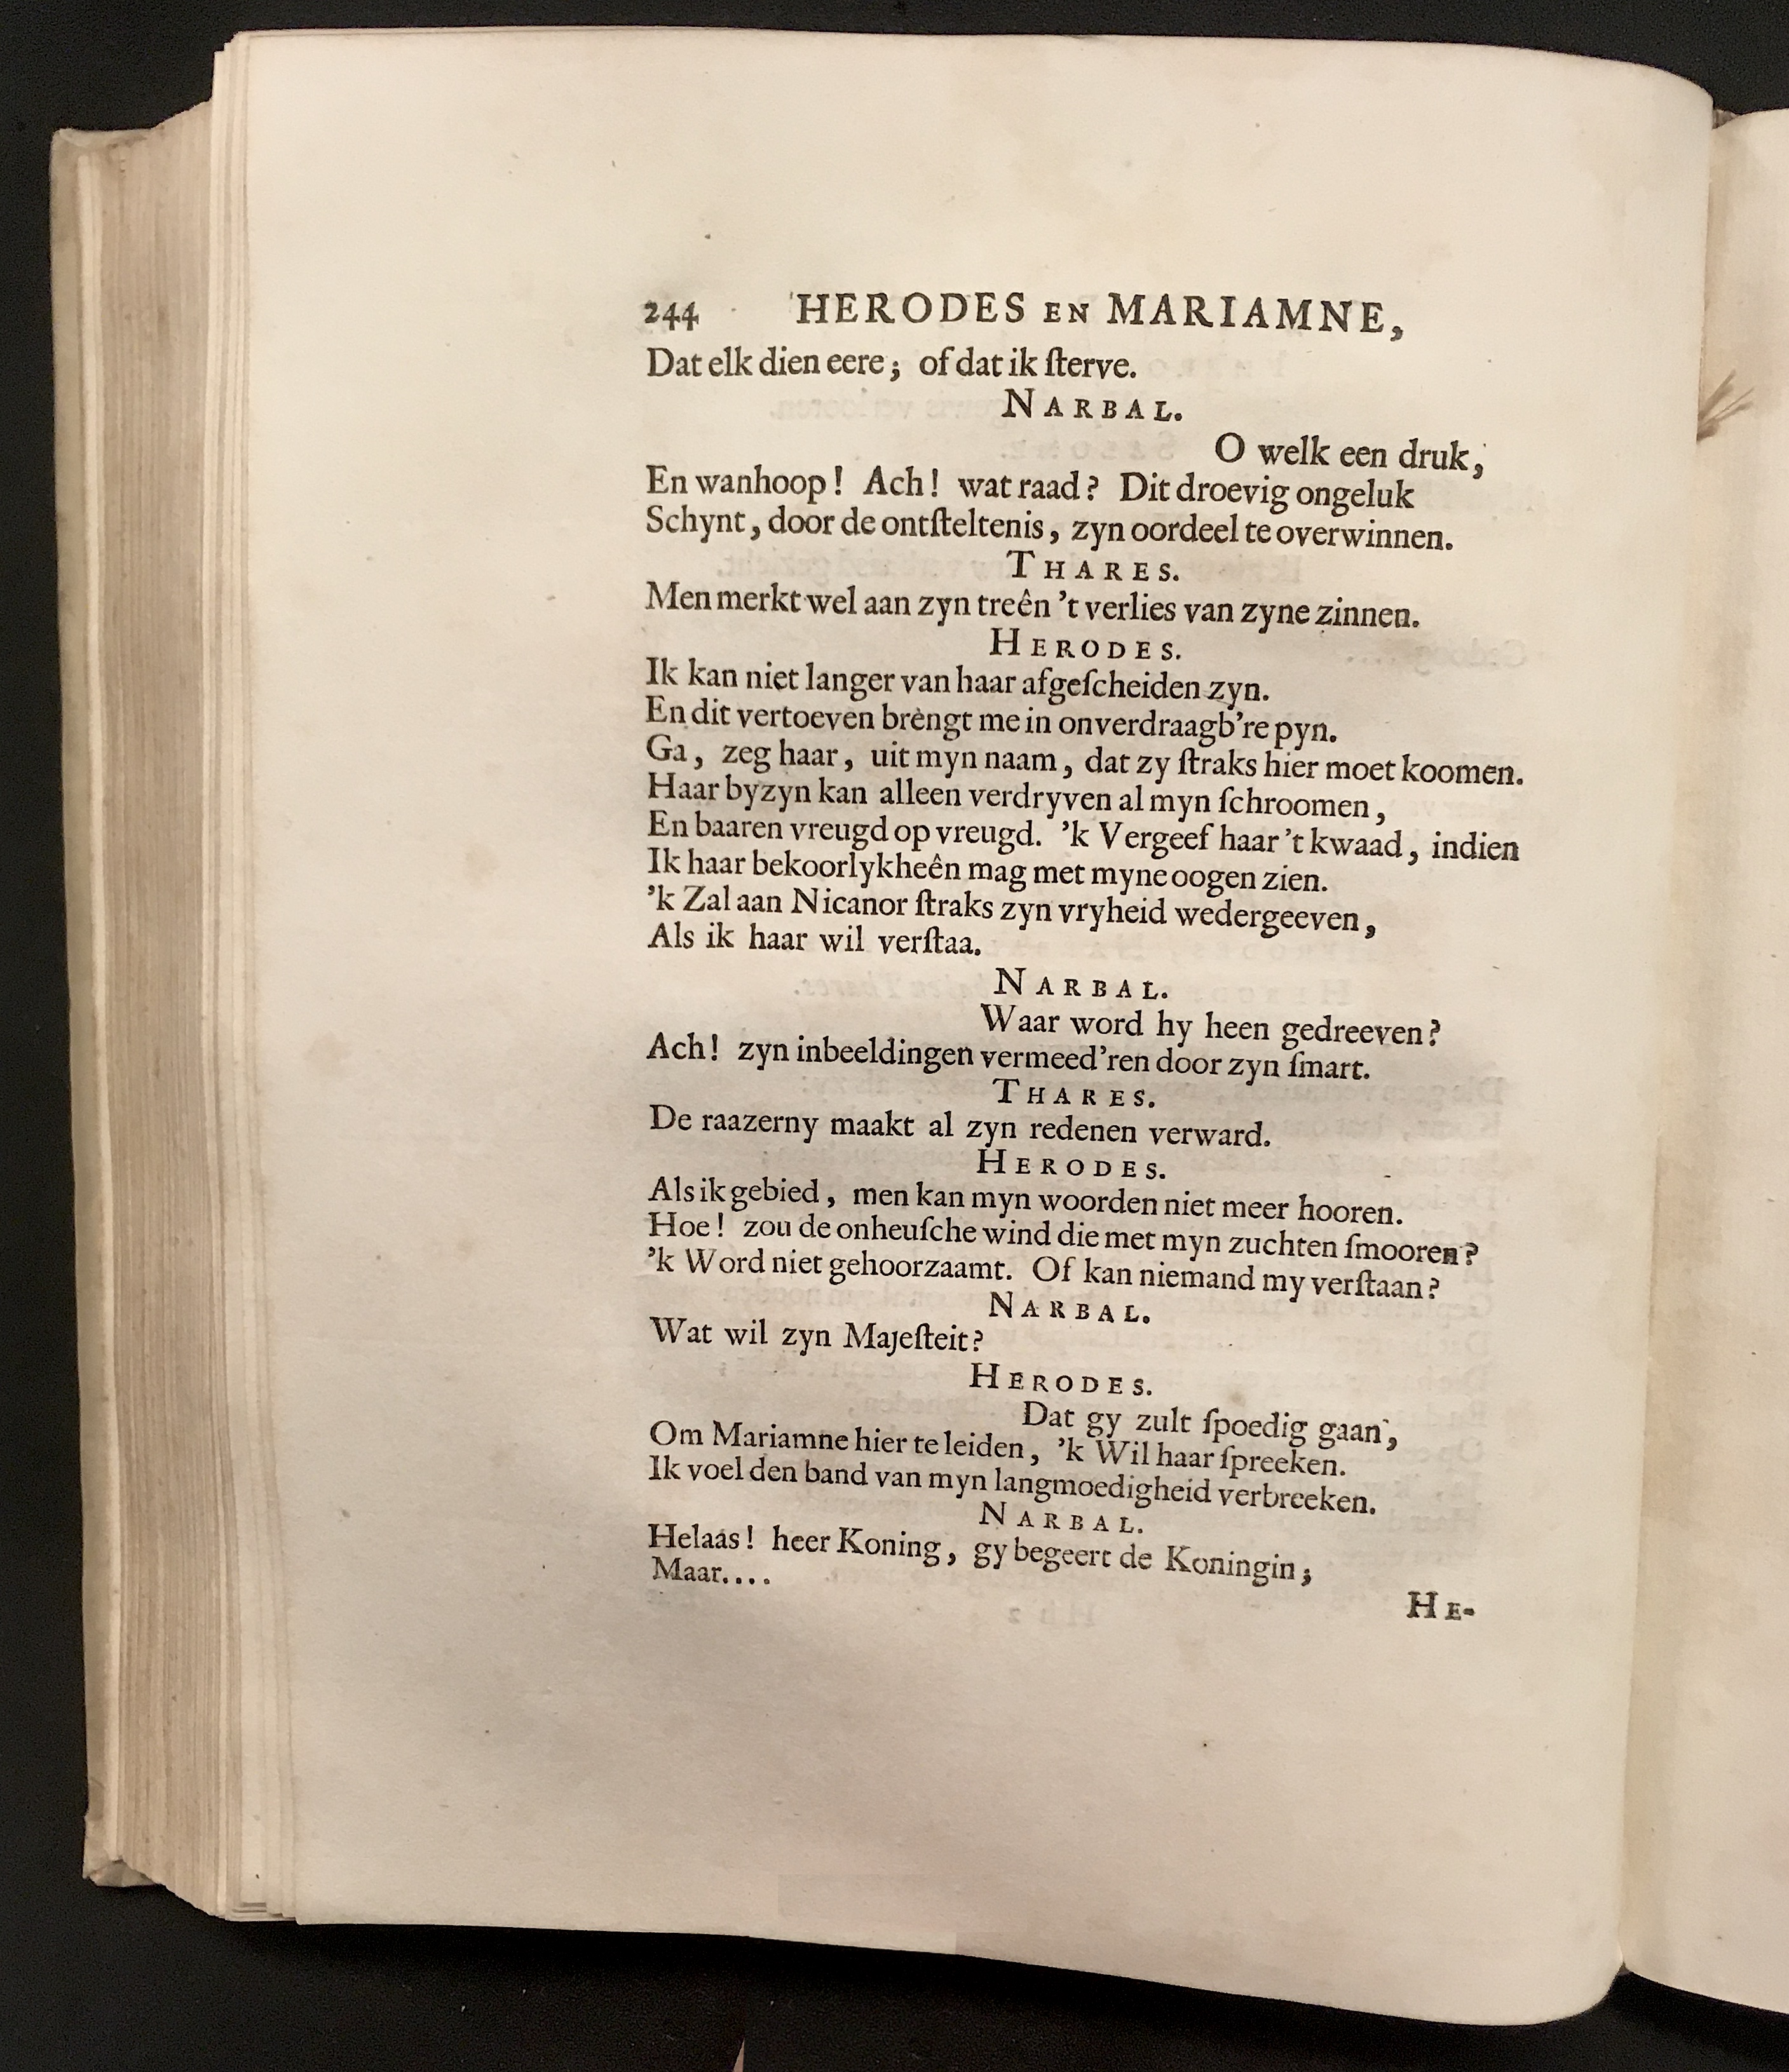 244 HERODES EN MARIAMNE,
Dat elk dien eere; of dat ik ſterve.
NARBAL.
O welk een druk,
En wanhoop! Ach! wat raad? Dit droevig ongeluk
Schynt, door de ontſteltenis, zyn oordeel te overwinnen.
THARES.
Men merkt wel aan zyn treên 't verlies van zyne zinnen.
HERODES.
Ik kan niet langer van haar afgeſcheiden zyn.
En dit vertoeven brengt me in onverdraagb're pyn.
Ga, zeg haar, uit myn naam, dat zy ſtraks hier moet koomen.
Haar byzyn kan alleen verdryven al myn ſchroomen,
En baaren vreugd op vreugd. 'k Vergeef haar 't kwaad, indien
Ik haar bekoorlykheên mag met myne oogen zien.
'k Zal aan Nicanor ſtraks zyn vryheid wedergeeven,
Als ik haar wil verſtaa.
NARBAL.
Waar word hy heen gedreeven?
Ach! zyn inbeeldingen vermeed'ren door zyn ſmart.
THARES.
De raazerny maakt al zyn redenen verward.
HERODES.
Als ik gebied, men kan myn woorden niet meer hooren.
Hoe! zou de onheuſche wind die met myn zuchten ſmooren?
'k Word niet gehoorzaamt. Of kan niemand my verſtaan?
NARBAL.
Wat wil zyn Majeſteit?
HERODES.
Dat gy zult ſpoedig gaan,
Om Mariamne hier te leiden, 'k Wil haar ſpreeken.
Ik voel den band van myn langmoedigheid verbreeken.
NARBAL.
Helaas! heer Koning, gy begeert de Koningin;
Maar....
HE-